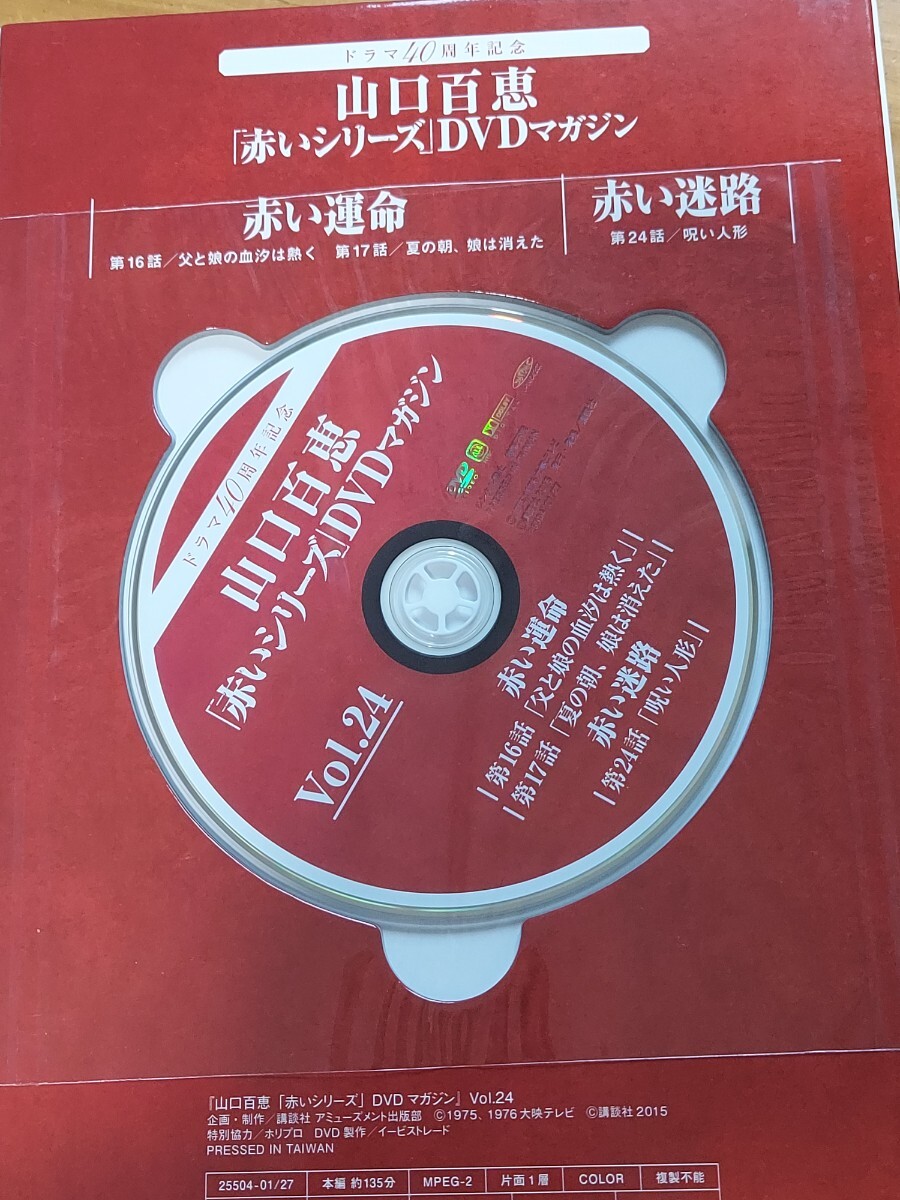 ドラマ40周年記念
山口百恵
「赤いシリーズ」DVDマガジン
赤い運命
第16話／父と娘の血汐は熱く 第17話／夏の朝、娘は消えた
赤い迷路
第24話／呪い人形
ドラマ40周年記念
山口百恵
「赤いシリーズ」DVDマガジン
Vol.24
DVD
VIDEO
赤い運命
第16話「父と娘の血汐は熱く」
第17話「夏の朝、娘は消えた」
赤い迷路
第24話「呪い人形」
『山口百恵「赤いシリーズ」DVD マガジン』Vol.24
企画・制作／講談社 アミューズメント出版部 ©1975、1976 大映テレビ ©講談社 2015
特別協力／ホリプロ DVD 製作／イービストレード
PRESSED IN TAIWAN
25504-01/27 本編 約135分 MPEG-2 片面1層 COLOR 複製不能